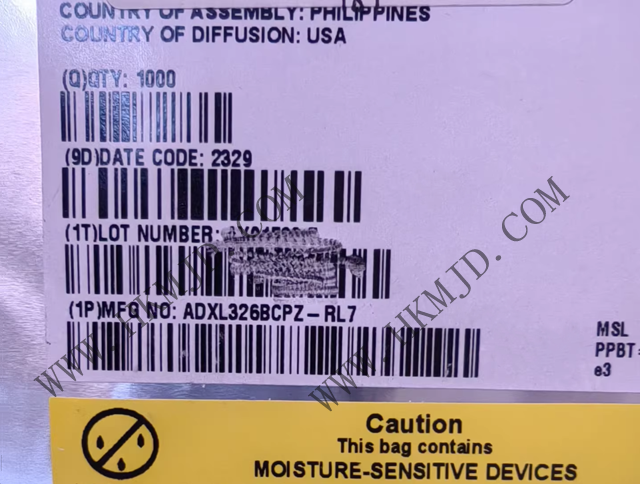 COUNTRY OF ASSEMBLY: PHILIPPINES
COUNTRY OF DIFFUSION: USA
(Q)QTY: 1000
(9D)DATE CODE: 2329
(1T)LOT NUMBER:
(1P)MFG NO: ADXL326BCPZ-RL7
MSL
PPBT
e3
WWW.HKMJD.COM
WWW.HKMJD.COM
Caution
This bag contains
MOISTURE-SENSITIVE DEVICES